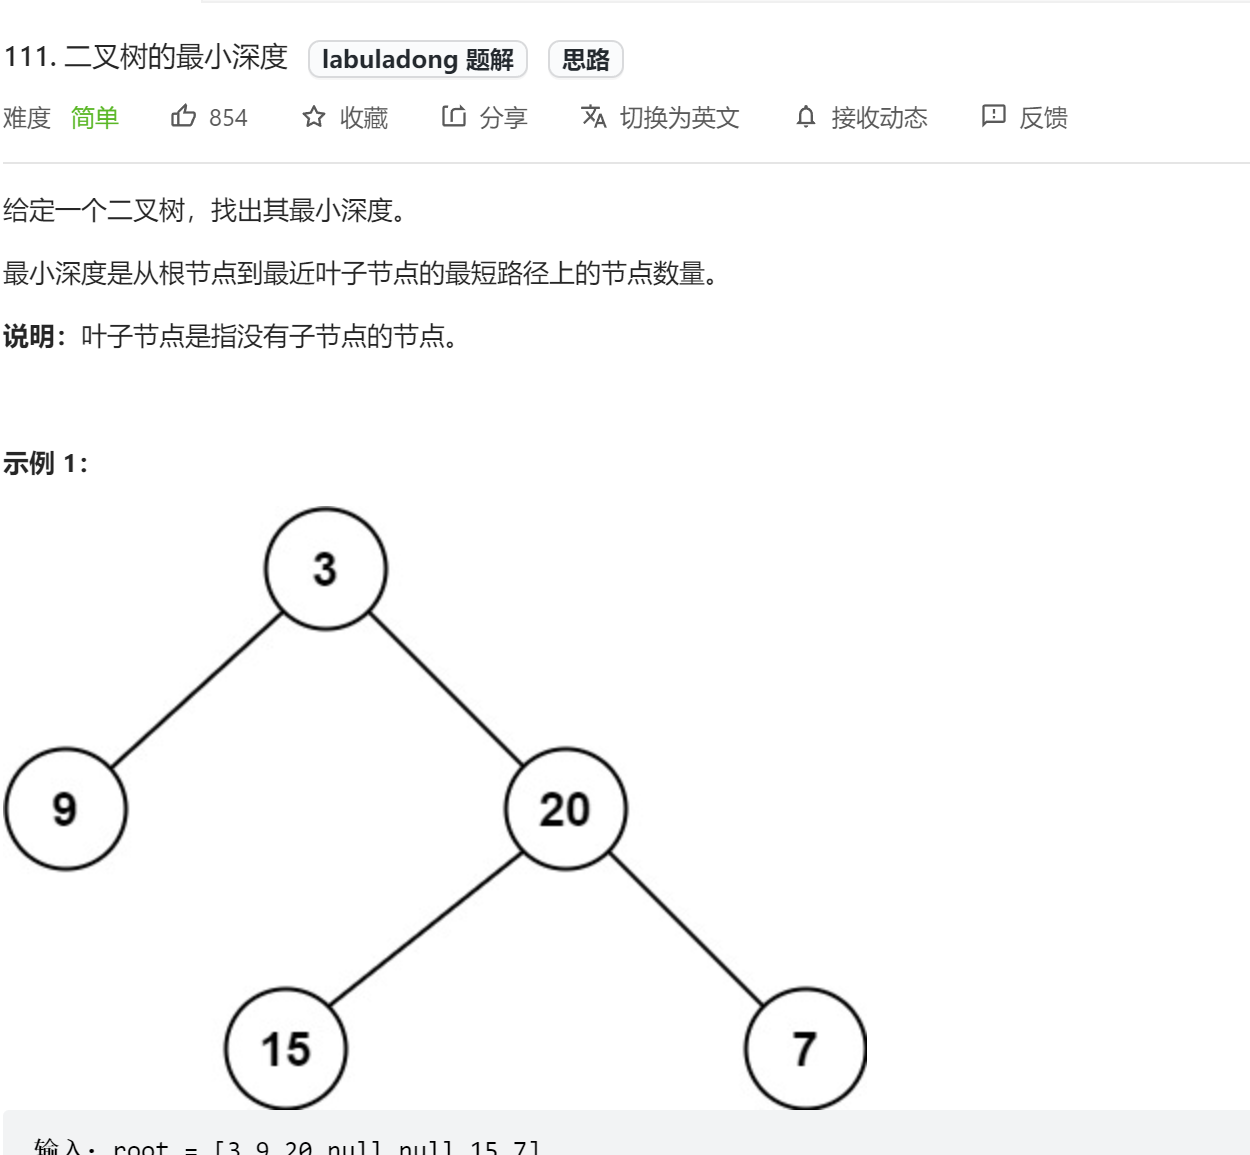 111. 二叉树的最小深度 labuladong 题解 思路
难度 简单 854 收藏 分享 切换为英文 接收动态 反馈
给定一个二叉树，找出其最小深度。
最小深度是从根节点到最近叶子节点的最短路径上的节点数量。
说明：叶子节点是指没有子节点的节点。
示例 1：
3
9 20
15 7
输入：root = [3,9,20,null,null,15,7]